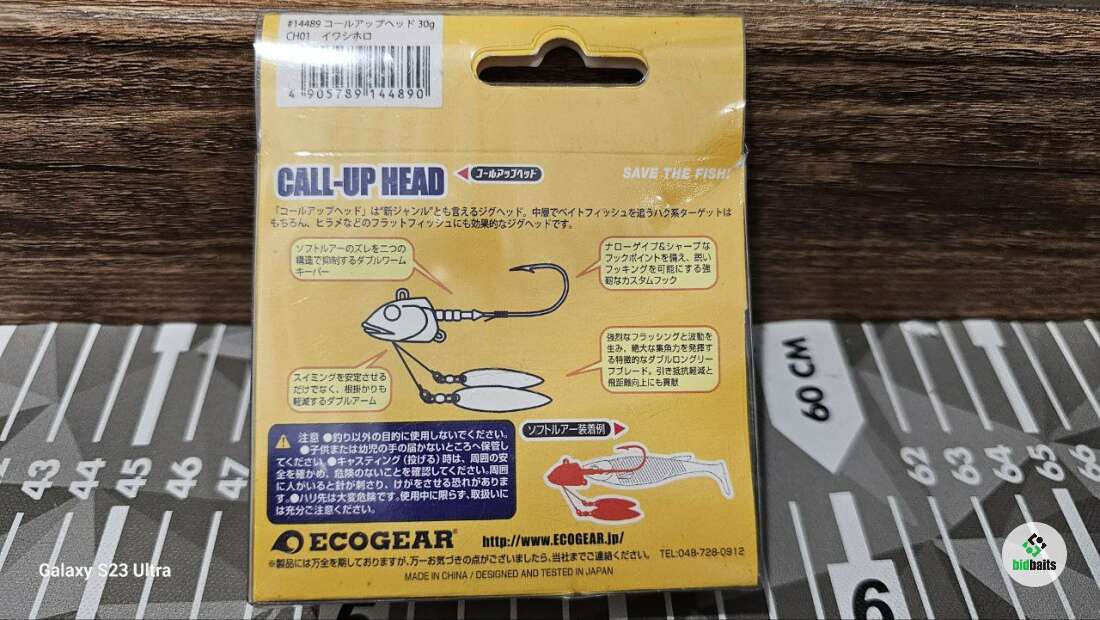 #14489 コールアップヘッド 30g
CH01 イワシホロ
4 905789 144890
CALL-UP HEAD
コールアップヘッド
SAVE THE FISH!
「コールアップヘッド」は"新ジャンル"とも言えるジグヘッド。中層でベイトフィッシュを追うハク系ターゲットは
もちろん、ヒラメなどのフラットフィッシュにも効果的なジグヘッドです。
ソフトルアーのズレを二つの
構造で抑制するダブルワーム
キーパー
ナローゲイプ&シャープな
フックポイントを備え、鋭い
フッキングを可能にする強
靭なカスタムフック
強烈なフラッシングと波動を
生み、絶大な集魚力を発揮す
る特徴的なダブルロングリー
フブレード。引き抵抗軽減と
飛距離向上にも貢献
スイミングを安定させる
だけでなく、根掛かりも
軽減するダブルアーム
注意 ●釣り以外の目的に使用しないでください。
●子供または幼児の手の届かないところへ保管し
てください。●キャスティング(投げる)時は、周囲の安
全を確かめ、危険のないことを確認してください。周囲
に人がいると針が刺さり、けがをさせる恐れがありま
す。●ハリ先は大変危険です。使用中に限らず、取扱いに
は充分ご注意ください。
ソフトルアー装着例
ECOGEAR®
http://www.ECOGEAR.jp/
※製品には万全を期しておりますが、万一お気づきの点がございましたら、当社までご連絡ください。 TEL:048-728-0912
MADE IN CHINA / DESIGNED AND TESTED IN JAPAN
43
44
45
46
47
60 CM
62
63
64
65
66
6
Galaxy S23 Ultra
bidbaits